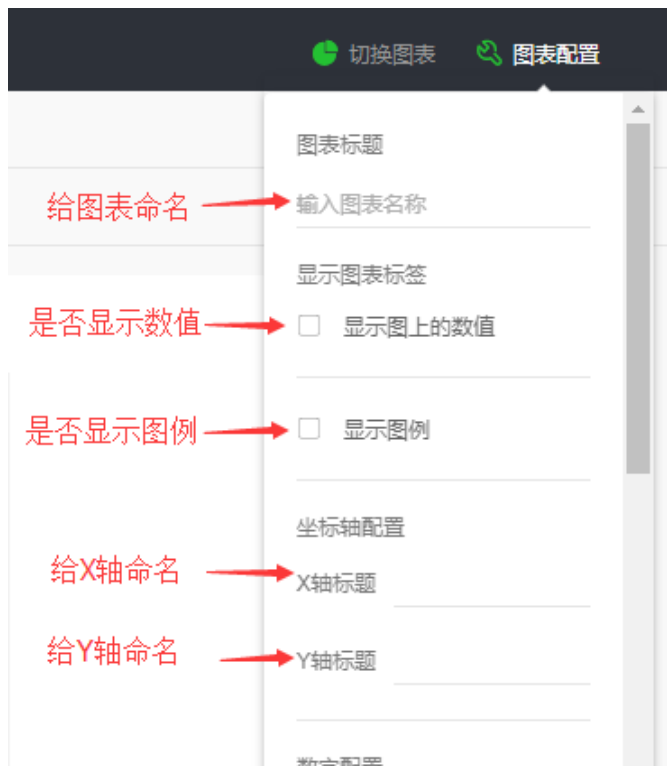 切换图表 图表配置
图表标题
给图表命名 输入图表名称
显示图表标签
是否显示数值 显示图上的数值
是否显示图例 显示图例
坐标轴配置
给X轴命名 X轴标题
给Y轴命名 Y轴标题